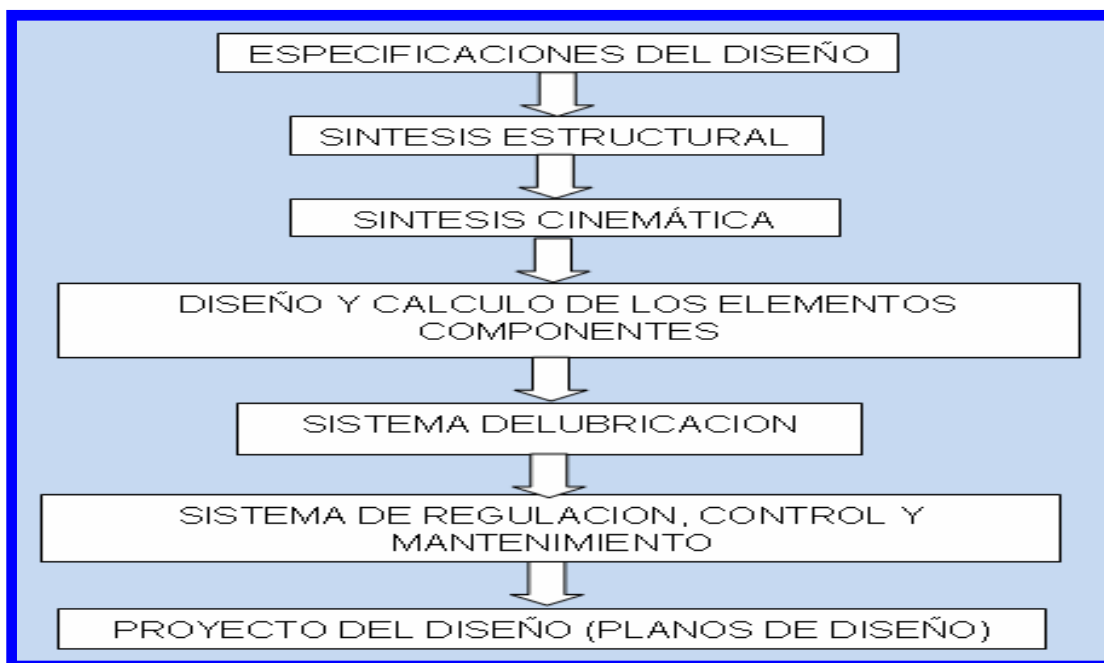 ESPECIFICACIONES DEL DISEÑO
SINTESIS ESTRUCTURAL
SINTESIS CINEMÁTICA
DISEÑO Y CALCULO DE LOS ELEMENTOS
COMPONENTES
SISTEMA DELUBRICACION
SISTEMA DE REGULACION, CONTROL Y
MANTENIMIENTO
PROYECTO DEL DISEÑO (PLANOS DE DISEÑO)